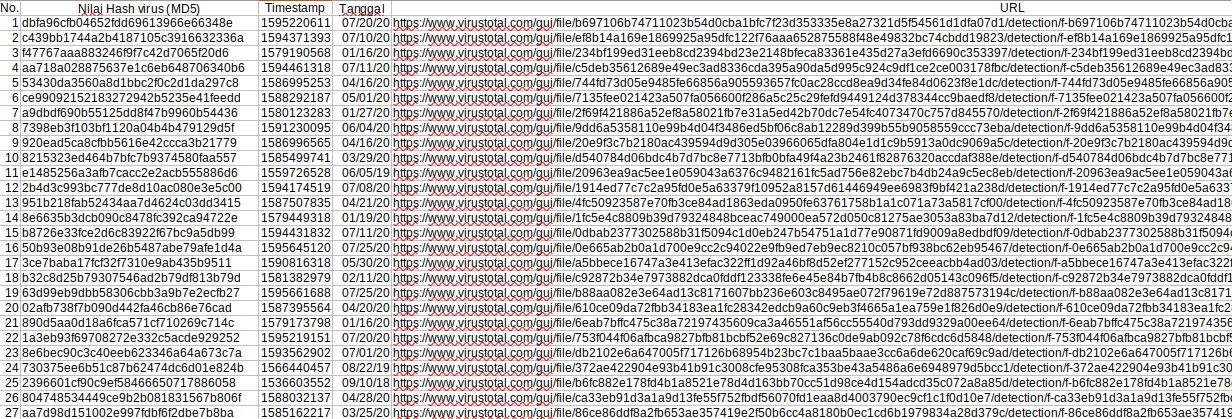 No. Nilai Hash virus (MD5) Timestamp Tanggal URL
1 dbfa96cfb04652fdd69613966e66348e 1595220611 07/20/20 https://www.virustotal.com/gui/file/b697106b74711023b54d0cba1bfc7f23d353335e8a27321d5f54561d1dfa07d1/detection/f-b697106b74711023b54d0cba
2 c439bb1744a2b4187105c3916632336a 1594371393 07/10/20 https://www.virustotal.com/gui/file/ef8b14a169e1869925a95dfc122f76aaa652875588f48e49832bc74cbdd19823/detection/f-ef8b14a169e1869925a95dfc1
3 f47767aaa883246f9f7c42d7065f20d6 1579190568 01/16/20 https://www.virustotal.com/gui/file/234bf199ed31eeb8cd2394bd23e2148bfeca83361e435d27a3efd6690c353397/detection/f-234bf199ed31eeb8cd2394bd
4 aa718a028875637e1c6eb648706340b6 1594461318 07/11/20 https://www.virustotal.com/gui/file/c5deb35612689e49ec3ad8336cda395a90da5d995c924c9df1ce2ce003178fbc/detection/f-c5deb35612689e49ec3ad83
5 53430da3560a8d1bbc2f0c2d1da297c8 1586995253 04/16/20 https://www.virustotal.com/gui/file/744fd73d05e9485fe66856a905593657fc0ac28ccd8ea9d34fe84d0623f8e1dc/detection/f-744fd73d05e9485fe66856a905
6 ce99092152183272942b5235e41feedd 1588292187 05/01/20 https://www.virustotal.com/gui/file/7135fee021423a507fa056600f286a5c25c29fefd9449124d378344cc9baedf8/detection/f-7135fee021423a507fa056600f2
7 a9dbdf690b55125dd8f47b9960b54436 1580123283 01/27/20 https://www.virustotal.com/gui/file/2f69f421886a52ef8a58021fb7e31a5ed42b70dc7e54fc4073470c757d845570/detection/f-2f69f421886a52ef8a58021fb7e
8 7398eb3f103bf1120a04b4b479129d5f 1591230095 06/04/20 https://www.virustotal.com/gui/file/9dd6a5358110e99b4d04f3486ed5bf06c8ab12289d399b55b9058559ccc73eba/detection/f-9dd6a5358110e99b4d04f34
9 920ead5ca8cfbb5616e42ccca3b21779 1586996565 04/16/20 https://www.virustotal.com/gui/file/20e9f3c7b2180ac439594d9d305e03966065dfa804e1d1c9b5913a0dc9069a5c/detection/f-20e9f3c7b2180ac439594d9d
10 8215323ed464b7bfc7b9374580faa557 1585499741 03/29/20 https://www.virustotal.com/gui/file/d540784d06bdc4b7d7bc8e7713bfb0bfa49f4a23b2461f82876320accdaf388e/detection/f-d540784d06bdc4b7d7bc8e771
11 e1485256a3afb7cacc2e2acb555886d6 1559726528 06/05/19 https://www.virustotal.com/gui/file/20963ea9ac5ee1e059043a6376c9482161fc5ad756e82ebc7b4db24a9c5ec8eb/detection/f-20963ea9ac5ee1e059043a6
12 2b4d3c993bc777de8d10ac080e3e5c00 1594174519 07/08/20 https://www.virustotal.com/gui/file/1914ed77c7c2a95fd0e5a63379f10952a8157d61446949ee6983f9bf421a238d/detection/f-1914ed77c7c2a95fd0e5a633
13 951b218fab52434aa7d4624c03dd3415 1587507835 04/21/20 https://www.virustotal.com/gui/file/4fc50923587e70fb3ce84ad1863eda0950fe63761758b1a1c071a73a5817cf00/detection/f-4fc50923587e70fb3ce84ad18
14 8e6635b3dcb090c8478fc392ca94722e 1579449318 01/19/20 https://www.virustotal.com/gui/file/1fc5e4c8809b39d79324848bceac749000ea572d050c81275ae3053a83ba7d12/detection/f-1fc5e4c8809b39d79324848
15 b8726e33fce2d6c83922f67bc9a5db99 1594431832 07/11/20 https://www.virustotal.com/gui/file/0dbab2377302588b31f5094c1d0eb247b54751a1d77e90871fd9009a8edbdf09/detection/f-0dbab2377302588b31f5094c
16 50b93e08b91de26b5487abe79afe1d4a 1595645120 07/25/20 https://www.virustotal.com/gui/file/0e665ab2b0a1d700e9cc2c94022e9fb9ed7eb9ec8210c057bf938bc62eb95467/detection/f-0e665ab2b0a1d700e9cc2c9
17 3ce7baba17fcf32f7310e9ab435b9511 1590816318 05/30/20 https://www.virustotal.com/gui/file/a5bbece16747a3e413efac322ff1d92a46bf8d52ef277152c952ceeacbb4ad03/detection/f-a5bbece16747a3e413efac322f
18 b32c8d25b79307546ad2b79df813b79d 1581382979 02/11/20 https://www.virustotal.com/gui/file/c92872b34e7973882dca0fddf123338fe6e45e84b7fb4b8c8662d05143c096f5/detection/f-c92872b34e7973882dca0fddf1
19 63d99eb9dbb58306cbb3a9b7e2ecfb27 1595661688 07/25/20 https://www.virustotal.com/gui/file/b88aa082e3e64ad13c8171607bb236e603c8495ae072f79619e72d887573194c/detection/f-b88aa082e3e64ad13c8171
20 02afb738f7b090d442fa46cb86e76cad 1587395564 04/20/20 https://www.virustotal.com/gui/file/610ce09da72fbb34183ea1fc28342edcb9a60c9eb3f4665a1ea759e1f826d0e9/detection/f-610ce09da72fbb34183ea1fc2
21 890d5aa0d18a6fca571cf710269c714c 1579173798 01/16/20 https://www.virustotal.com/gui/file/6eab7bffc475c38a72197435609ca3a46551af56cc55540d793dd9329a00ee64/detection/f-6eab7bffc475c38a721974356
22 1a3eb93f69708272e332c5acde929252 1595219151 07/20/20 https://www.virustotal.com/gui/file/753f044f06afbca9827bfb81bcbf52e69c827136c0de9ab092c78f6cdc6d5848/detection/f-753f044f06afbca9827bfb81bcbf5
23 8e6bec90c3c40eeb623346a64a673c7a 1593562902 07/01/20 https://www.virustotal.com/gui/file/db2102e6a647005f717126b68954b23bc7c1baa5baae3cc6a6de620caf69c9ad/detection/f-db2102e6a647005f717126b
24 730375ee6b51c87b62474dc6d01e824b 1566440457 08/22/19 https://www.virustotal.com/gui/file/372ae422904e93b41b91c3008cfe95308fca353be43a5486a6e6948979d5bcc1/detection/f-372ae422904e93b41b91c30
25 2396601cf90c9ef58466650717886058 1536603552 09/10/18 https://www.virustotal.com/gui/file/b6fc882e178fd4b1a8521e78d4d163bb70cc51d98ce4d154adcd35c072a8a85d/detection/f-b6fc882e178fd4b1a8521e78
26 804748534449ce9b2b081831567b806f 1588032137 04/28/20 https://www.virustotal.com/gui/file/ca33eb91d3a1a9d13fe55f752fbdf56070fd1eaa8d4003790ec9cf1c1f0d10e7/detection/f-ca33eb91d3a1a9d13fe55f752fb
27 aa7d98d151002e997fdbf6f2dbe7b8ba 1585162217 03/25/20 https://www.virustotal.com/gui/file/86ce86ddf8a2fb653ae357419e2f50b6cc4a8180b0ec1cd6b1979834a28d379c/detection/f-86ce86ddf8a2fb653ae3574